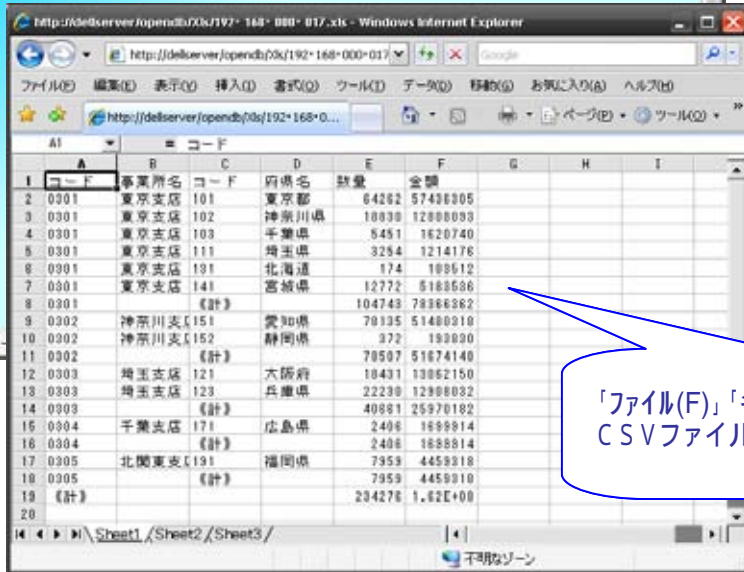 http://dellserver/opendb/Xls/192・168・000・017.xls - Windows Internet Explorer
http://dellserver/opendb/Xls/192・168・000・017
Google
ファイル(F) 編集(E) 表示(V) 挿入(I) 書式(O) ツール(T) データ(D) 移動(G) お気に入り(A) ヘルプ(H)
http://dellserver/opendb/Xls/192・168・0... ページ(P) ツール(O) »
A1 = コード
A B C D E F G H I
1 コード 事業所名 コード 府県名 数量 金額
2 0301 東京支店 101 東京都 64262 57436305
3 0301 東京支店 102 神奈川県 18830 12808093
4 0301 東京支店 103 千葉県 5451 1620740
5 0301 東京支店 111 埼玉県 3254 1214176
6 0301 東京支店 131 北海道 174 103512
7 0301 東京支店 141 宮城県 12772 5183536
8 0301 《計》 104743 78366362
9 0302 神奈川支店 151 愛知県 78135 51480310
10 0302 神奈川支店 152 静岡県 372 193830
11 0302 《計》 78507 51674140
12 0303 埼玉支店 121 大阪府 18431 13062150
13 0303 埼玉支店 123 兵庫県 22230 12908032
14 0303 《計》 40661 25970182
15 0304 千葉支店 171 広島県 2406 1699914
16 0304 《計》 2406 1699914
17 0305 北関東支 191 福岡県 7959 4459310
18 0305 《計》 7959 4459310
19 《計》 234276 1.62E+08
20
Sheet1 / Sheet2 / Sheet3 /
不明なゾーン
「ファイル(F)」「
CSVファイル